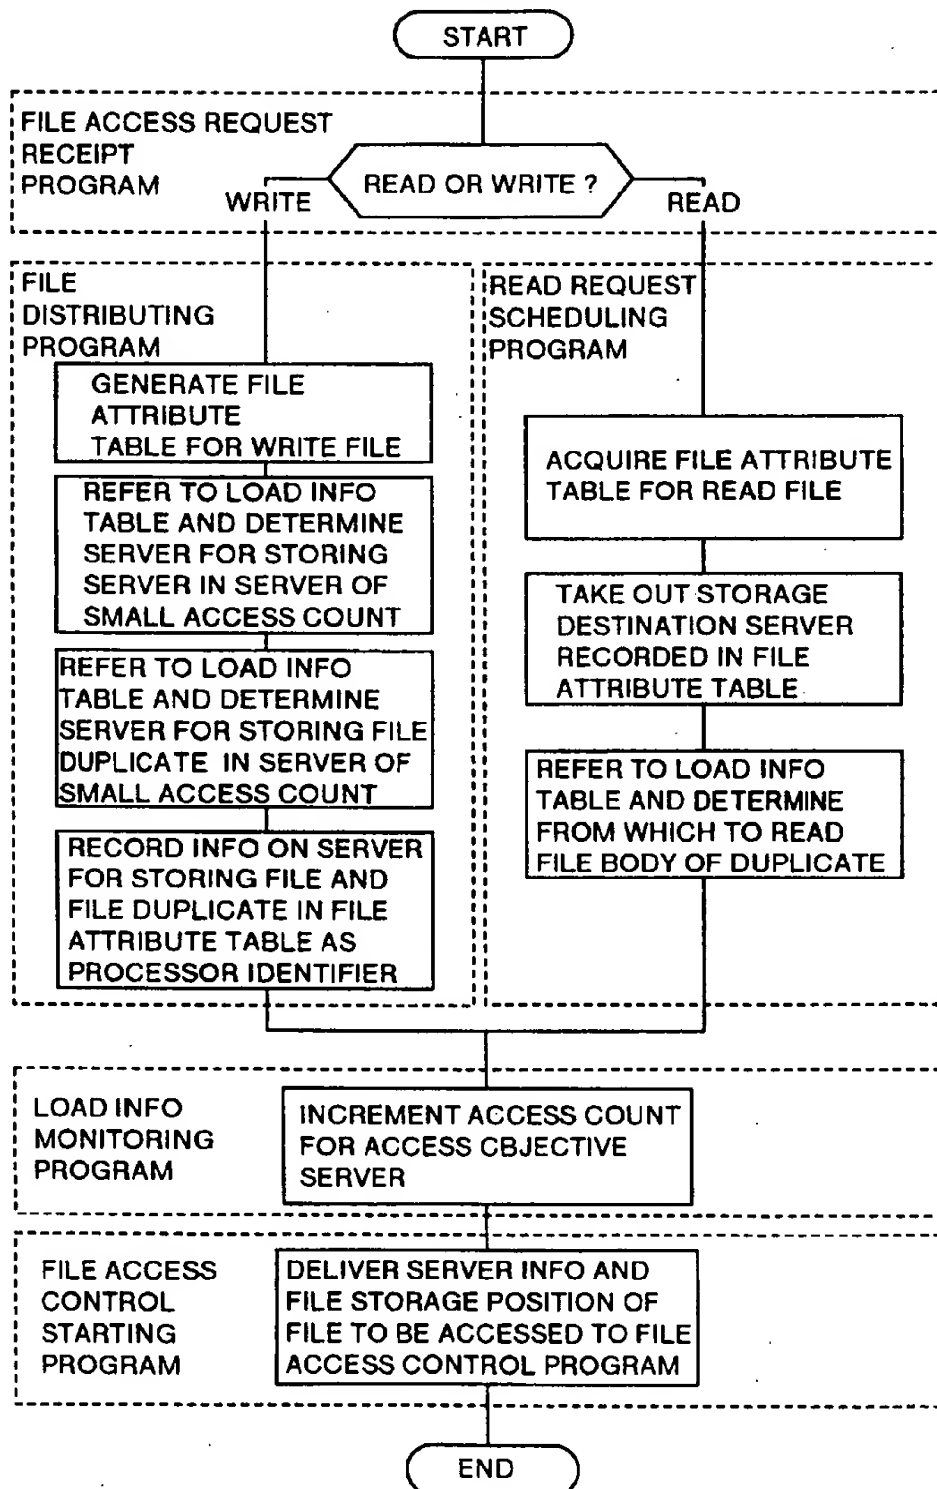 START
FILE ACCESS REQUEST
RECEIPT
PROGRAM
READ OR WRITE ?
WRITE
READ
FILE
DISTRIBUTING
PROGRAM
GENERATE FILE
ATTRIBUTE
TABLE FOR WRITE FILE
REFER TO LOAD INFO
TABLE AND DETERMINE
SERVER FOR STORING
SERVER IN SERVER OF
SMALL ACCESS COUNT
REFER TO LOAD INFO
TABLE AND DETERMINE
SERVER FOR STORING FILE
DUPLICATE IN SERVER OF
SMALL ACCESS COUNT
RECORD INFO ON SERVER
FOR STORING FILE AND
FILE DUPLICATE IN FILE
ATTRIBUTE TABLE AS
PROCESSOR IDENTIFIER
READ REQUEST
SCHEDULING
PROGRAM
ACQUIRE FILE ATTRIBUTE
TABLE FOR READ FILE
TAKE OUT STORAGE
DESTINATION SERVER
RECORDED IN FILE
ATTRIBUTE TABLE
REFER TO LOAD INFO
TABLE AND DETERMINE
FROM WHICH TO READ
FILE BODY OF DUPLICATE
LOAD INFO
MONITORING
PROGRAM
INCREMENT ACCESS COUNT
FOR ACCESS CBJECTIVE
SERVER
FILE ACCESS
CONTROL
STARTING
PROGRAM
DELIVER SERVER INFO AND
FILE STORAGE POSITION OF
FILE TO BE ACCESSED TO FILE
ACCESS CONTROL PROGRAM
END